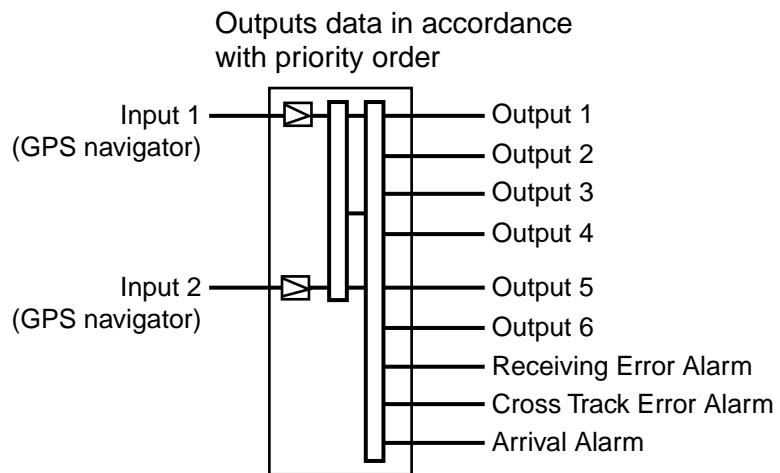 Outputs data in accordance
with priority order
Input 1
(GPS navigator)
Input 2
(GPS navigator)
Output 1
Output 2
Output 3
Output 4
Output 5
Output 6
Receiving Error Alarm
Cross Track Error Alarm
Arrival Alarm